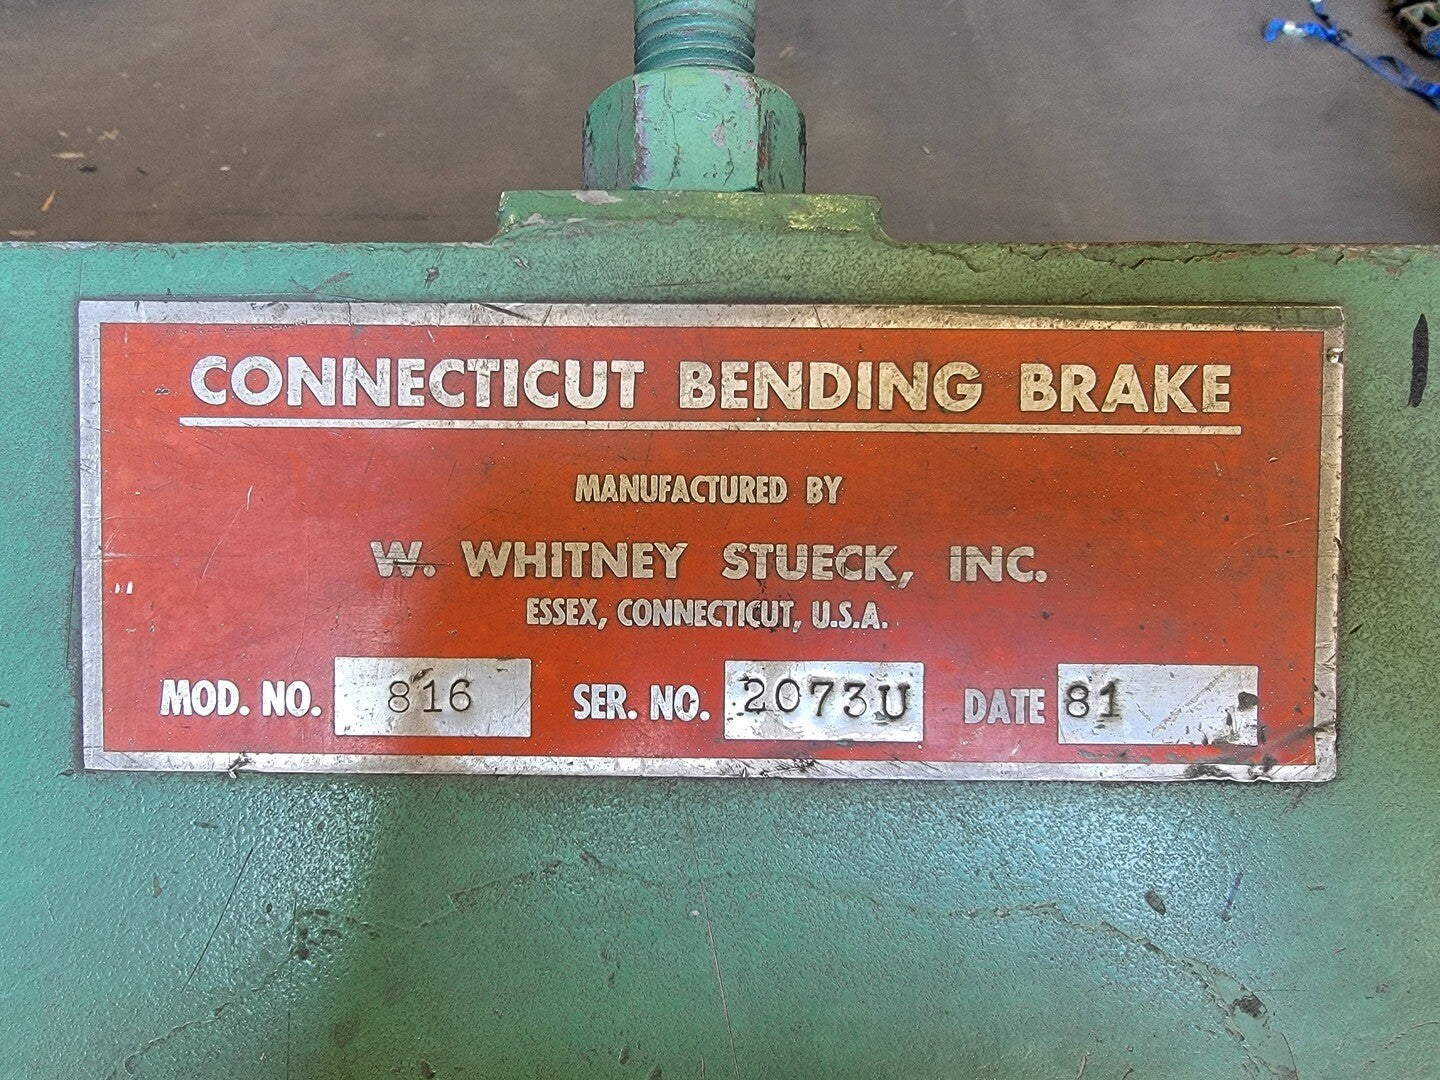 CONNECTICUT BENDING BRAKE
MANUFACTURED BY
W. WHITNEY STUECK, INC.
ESSEX, CONNECTICUT, U.S.A.
MOD. NO. 816 SER. NO. 2073U DATE 81